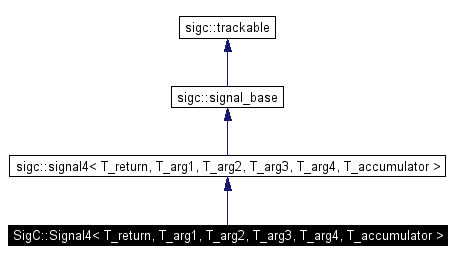 sigc::trackable
sigc::signal_base
sigc::signal4< T_return, T_arg1, T_arg2, T_arg3, T_arg4, T_accumulator >
SigC::Signal4< T_return, T_arg1, T_arg2, T_arg3, T_arg4, T_accumulator >